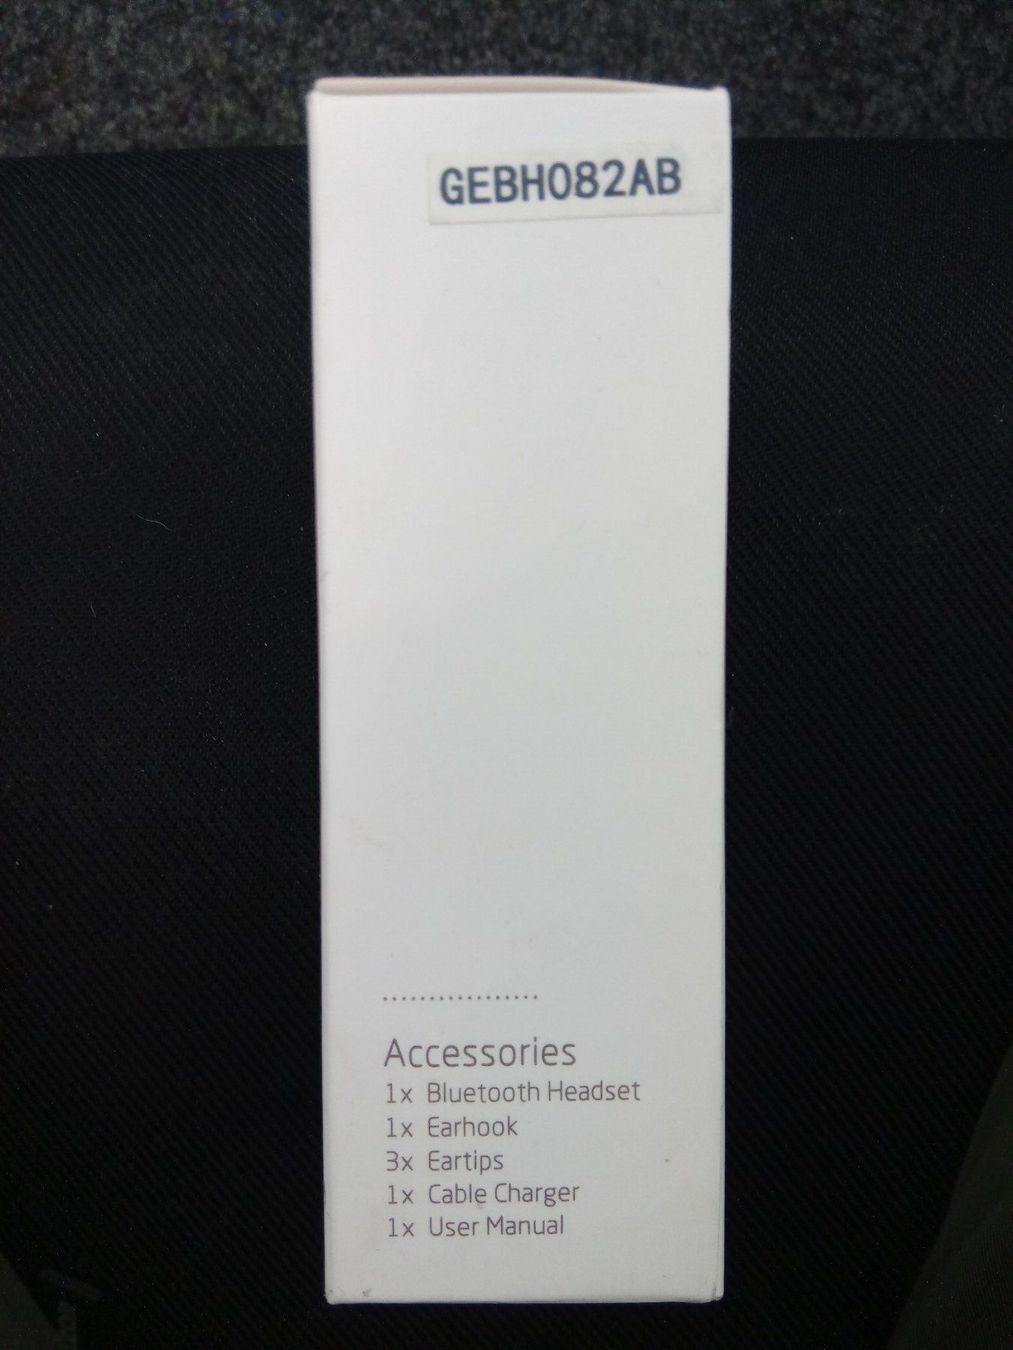 GEBH082AB
Accessories
1x Bluetooth Headset
1x Earhook
3x Eartips
1x Cable Charger
1x User Manual